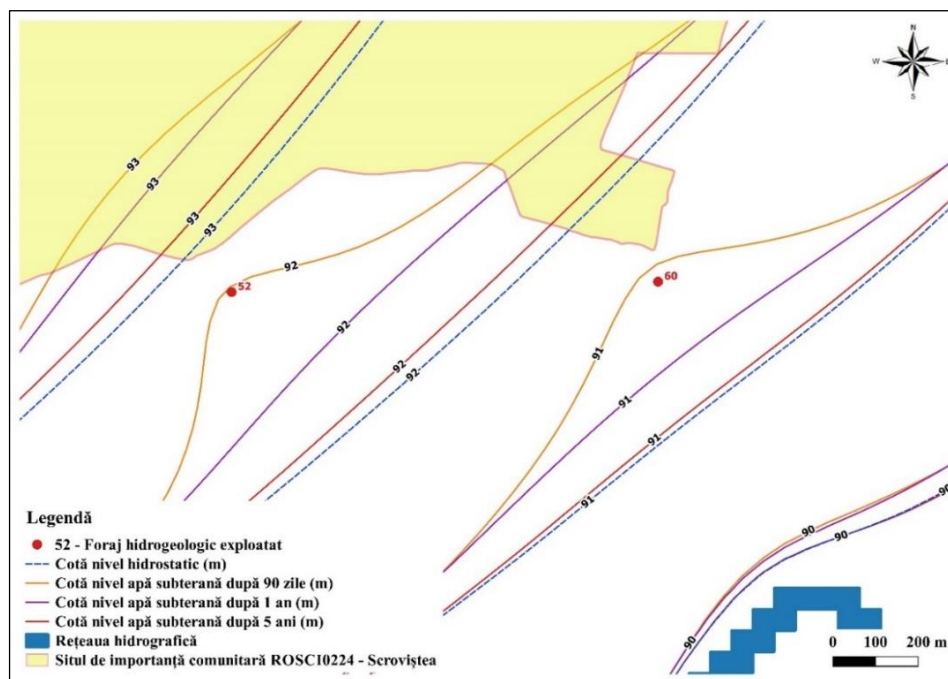 N
W E
S
93
93
93
93
92
52
60
91
92
92
92
91
91
91
90
90
90
90
Legendă
52 - Foraj hidrogeologic exploatat
Cotă nivel hidrostatic (m)
Cotă nivel apă subterană după 90 zile (m)
Cotă nivel apă subterană după 1 an (m)
Cotă nivel apă subterană după 5 ani (m)
Rețeaua hidrografică
Situl de importanță comunitară ROSCI0224 - Scroviștea
0 100 200 m